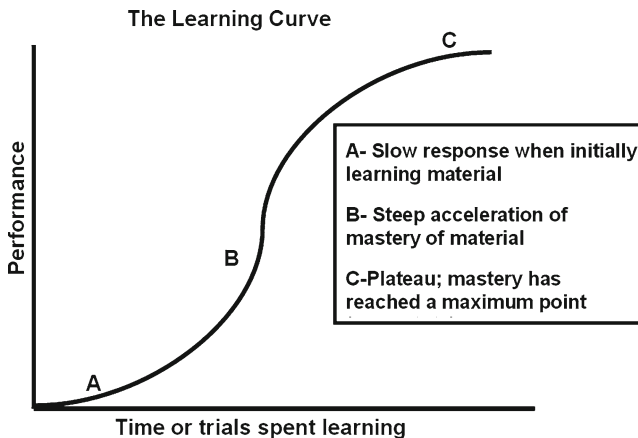 The Learning Curve
C
Performance
B
A
A- Slow response when initially
learning material
B- Steep acceleration of
mastery of material
C-Plateau; mastery has
reached a maximum point
Time or trials spent learning